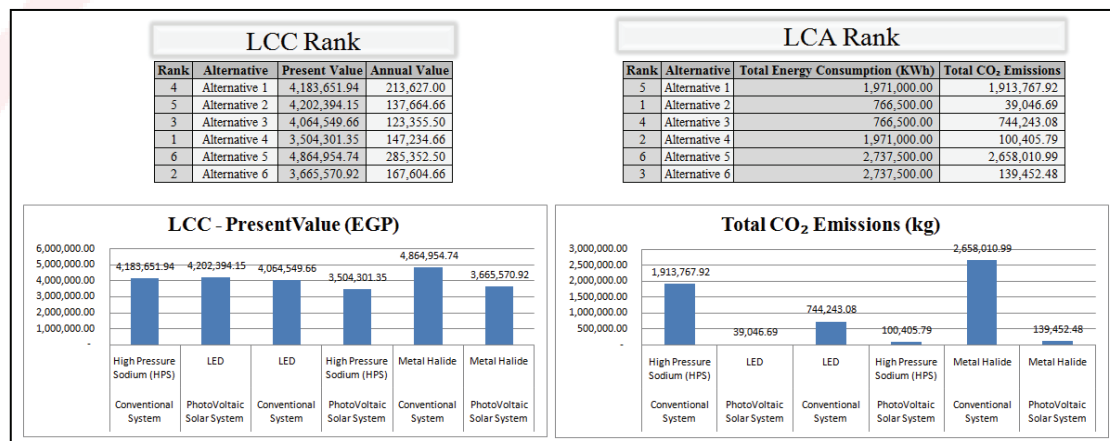 LCC Rank
Rank Alternative Present Value Annual Value
4 Alternative 1 4,183,651.94 213,627.00
5 Alternative 2 4,202,394.15 137,664.66
3 Alternative 3 4,064,549.66 123,355.50
1 Alternative 4 3,504,301.35 147,234.66
6 Alternative 5 4,864,954.74 285,352.50
2 Alternative 6 3,665,570.92 167,604.66
LCA Rank
Rank Alternative Total Energy Consumption (KWh) Total CO₂ Emissions
5 Alternative 1 1,971,000.00 1,913,767.92
1 Alternative 2 766,500.00 39,046.69
4 Alternative 3 766,500.00 744,243.08
2 Alternative 4 1,971,000.00 100,405.79
6 Alternative 5 2,737,500.00 2,658,010.99
3 Alternative 6 2,737,500.00 139,452.48
LCC - PresentValue (EGP)
6,000,000.00
5,000,000.00
4,000,000.00
3,000,000.00
2,000,000.00
1,000,000.00
-
4,183,651.94 4,202,394.15 4,064,549.66 3,504,301.35 4,864,954.74 3,665,570.92
High Pressure LED LED High Pressure Metal Halide Metal Halide
Sodium (HPS) Sodium (HPS)
Conventional PhotoVoltaic Conventional PhotoVoltaic Conventional PhotoVoltaic
System Solar System System Solar System System Solar System
Total CO₂ Emissions (kg)
3,000,000.00
2,500,000.00
2,000,000.00
1,500,000.00
1,000,000.00
500,000.00
-
1,913,767.92 39,046.69 744,243.08 100,405.79 2,658,010.99 139,452.48
High Pressure LED LED High Pressure Metal Halide Metal Halide
Sodium (HPS) Sodium (HPS)
Conventional PhotoVoltaic Conventional PhotoVoltaic Conventional PhotoVoltaic
System Solar System System Solar System System Solar System